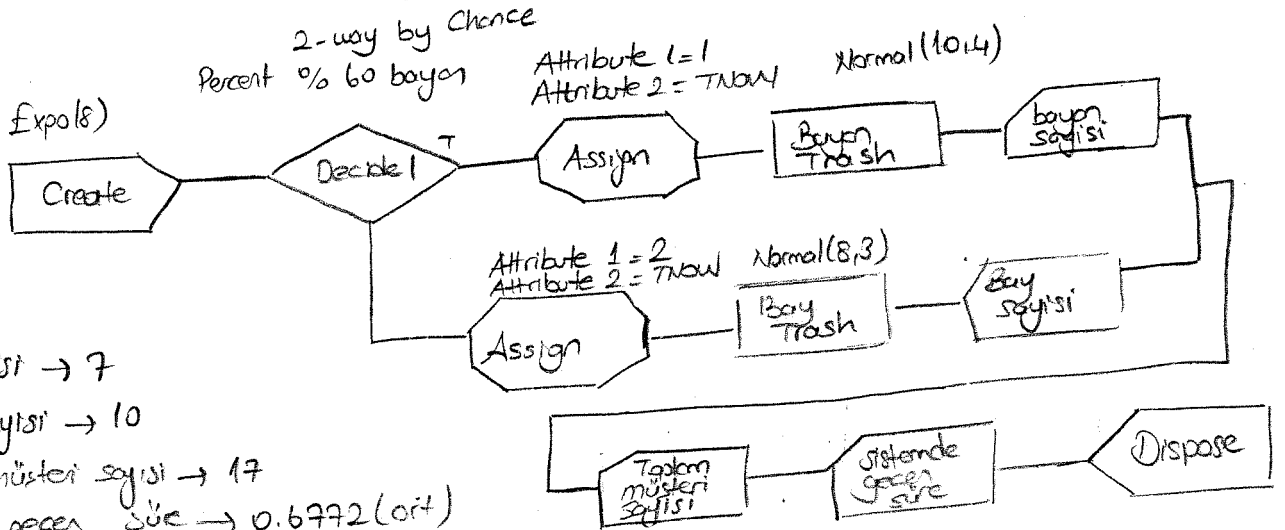 2-way by Chance
Percent % 60 bayan
Attribute 1=1
Attribute 2 = TNOW
Normal(10,4)
Expo(8)
Create
Decide 1
T
Assign
Bayan
Trash
bayan
sayisi
Attribute 1 = 2
Attribute 2 = TNOW
Normal(8,3)
Assign
Bay
Trash
Bay
sayisi
→ 7
→ 10
müşteri sayısı → 17
geçen süre → 0.6772 (ort)
Toplam
müşteri
sayisi
sistemde
geçen
süre
Dispose